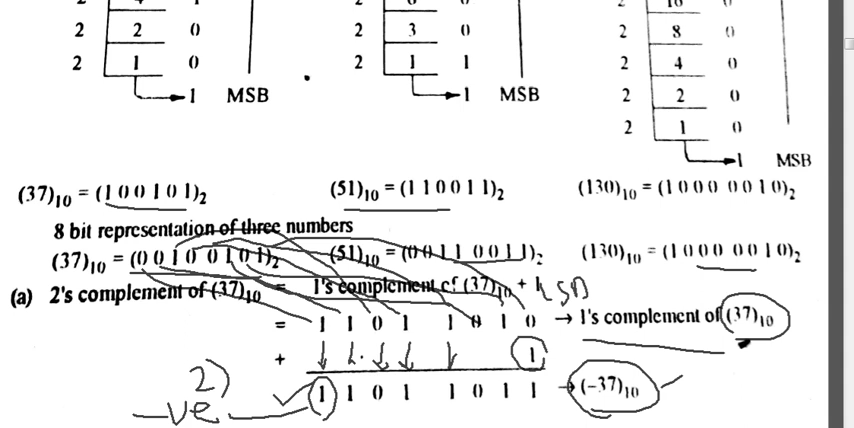 2 4 1 2 6 0 2 16 0
2 2 0 2 3 0 2 8 0
2 1 0 2 1 1 2 4 0
1 MSB 1 MSB 2 2 0
2 1 0
1 MSB
(37)₁₀ = (1 0 0 1 0 1)₂ (51)₁₀ = (1 1 0 0 1 1)₂ (130)₁₀ = (1 0 0 0 0 0 1 0)₂
8 bit representation of three numbers
(37)₁₀ = (0 0 1 0 0 1 0 1)₂ (51)₁₀ = (0 0 1 1 0 0 1 1)₂ (130)₁₀ = (1 0 0 0 0 0 1 0)₂
(a) 2's complement of (37)₁₀ = 1's complement of (37)₁₀ + LSB
= 1 1 0 1 1 0 1 0 → 1's complement of (37)₁₀
+ 1
1 1 0 1 1 0 1 1 → (−37)₁₀
2)
−ve